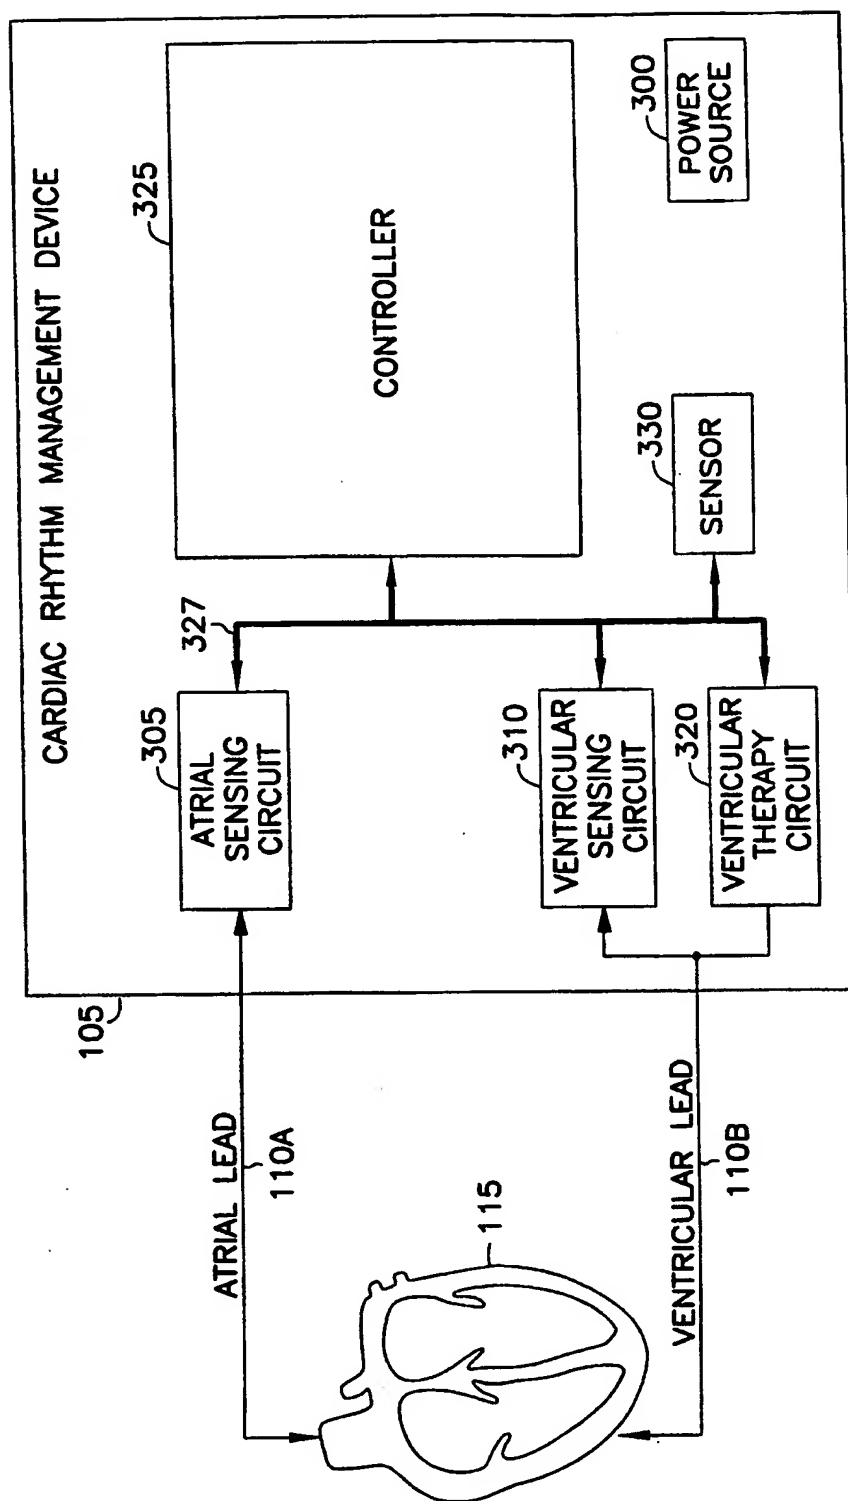 CARDIAC RHYTHM MANAGEMENT DEVICE
105
ATRIAL LEAD
110A
305
ATRIAL
SENSING
CIRCUIT
327
325
CONTROLLER
115
VENTRICULAR LEAD
110B
310
VENTRICULAR
SENSING
CIRCUIT
320
VENTRICULAR
THERAPY
CIRCUIT
330
SENSOR
300
POWER
SOURCE